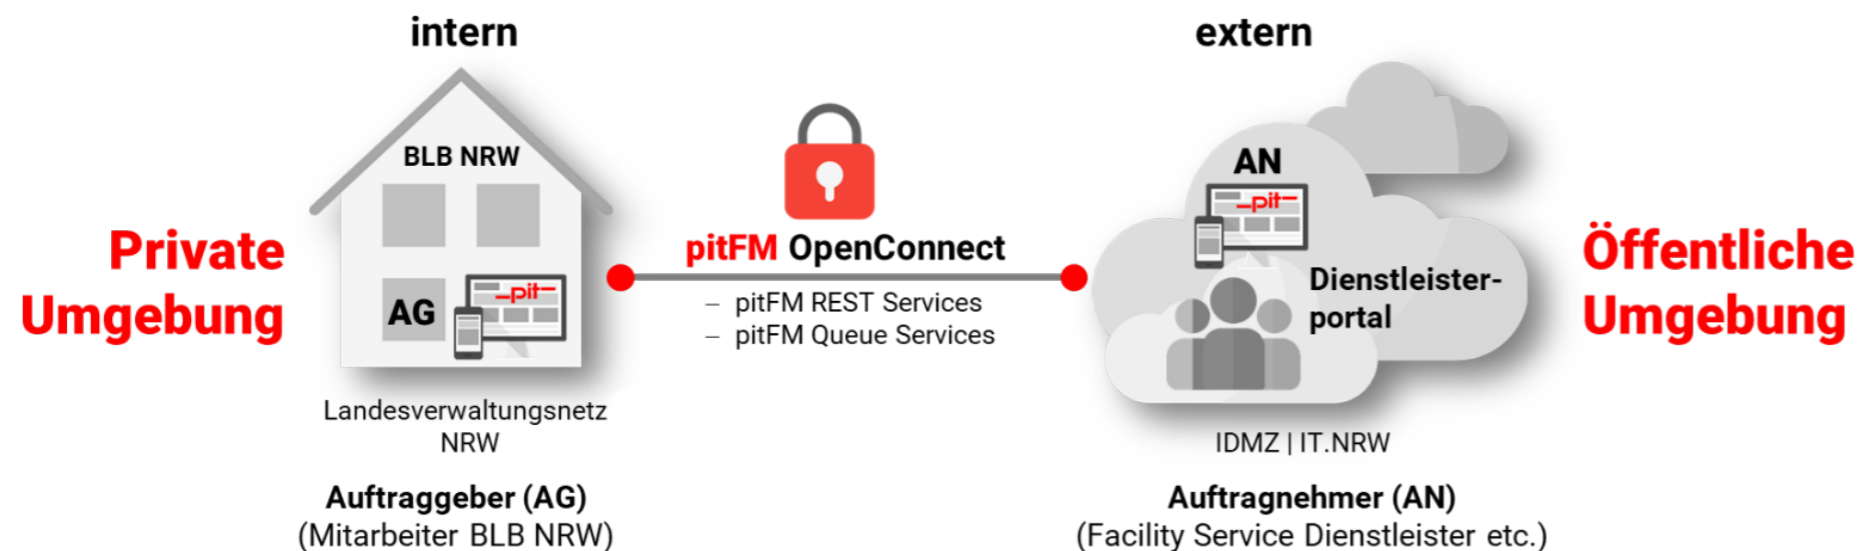 intern
extern
BLB NRW
AN
pit
pitFM OpenConnect
Private
Umgebung
Öffentliche
Umgebung
Dienstleister-
portal
AG
pit
– pitFM REST Services
– pitFM Queue Services
Landesverwaltungsnetz
NRW
IDMZ | IT.NRW
Auftraggeber (AG)
(Mitarbeiter BLB NRW)
Auftragnehmer (AN)
(Facility Service Dienstleister etc.)